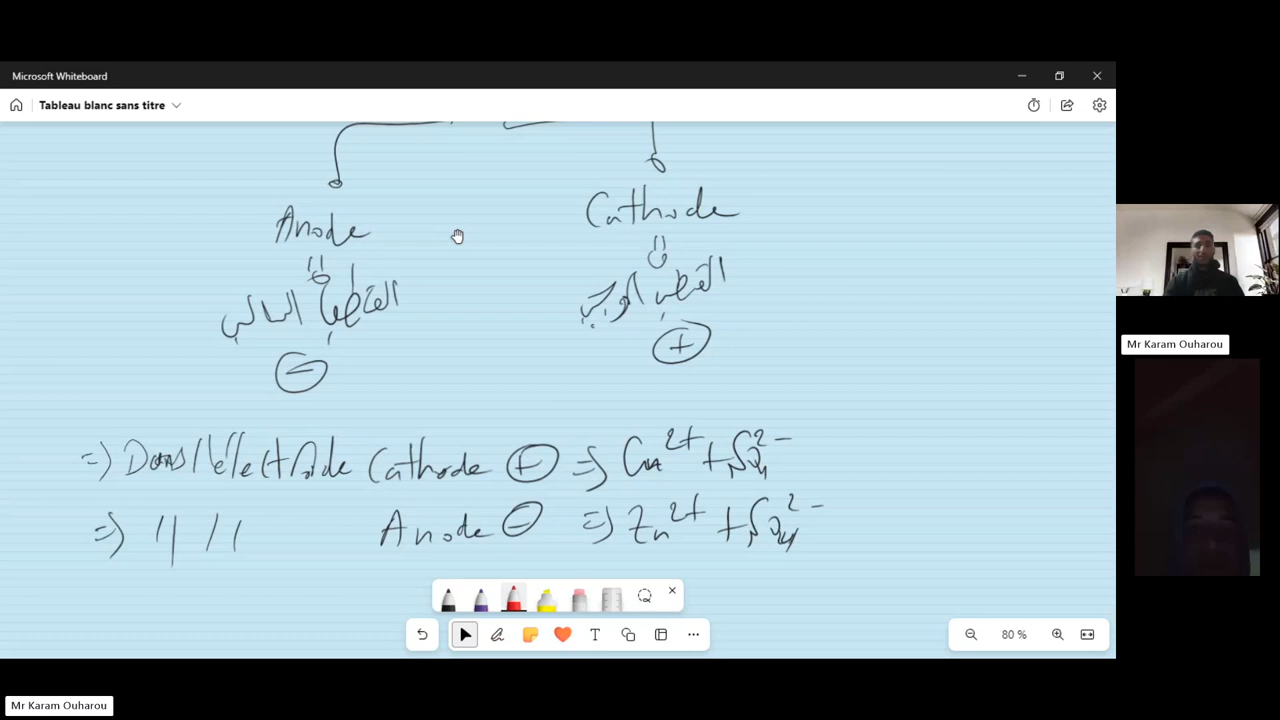 Microsoft Whiteboard
Tableau blanc sans titre
Anode
Cathode
القطب السالب
القطب الموجب
-
+
=> Dans l'électrode Cathode + => Cu²⁺ + SO₄²⁻
=> // // Anode - => Zn²⁺ + SO₄²⁻
80 %
Mr Karam Ouharou
Mr Karam Ouharou